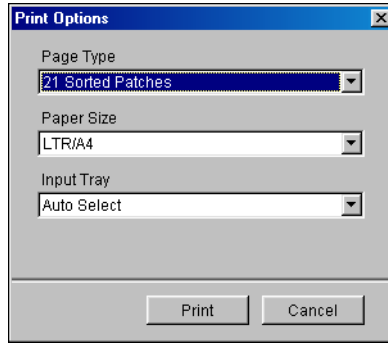 Print Options
Page Type
21 Sorted Patches
Paper Size
LTR/A4
Input Tray
Auto Select
Print Cancel